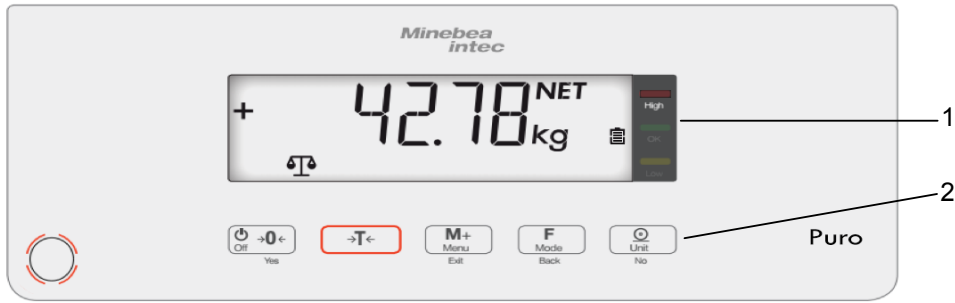 Minebea
intec
+ 42.78 NET kg
High
OK
Low
1
2
Off →0← Yes
→T←
M+ Menu Exit
F Mode Back
Unit No
Puro